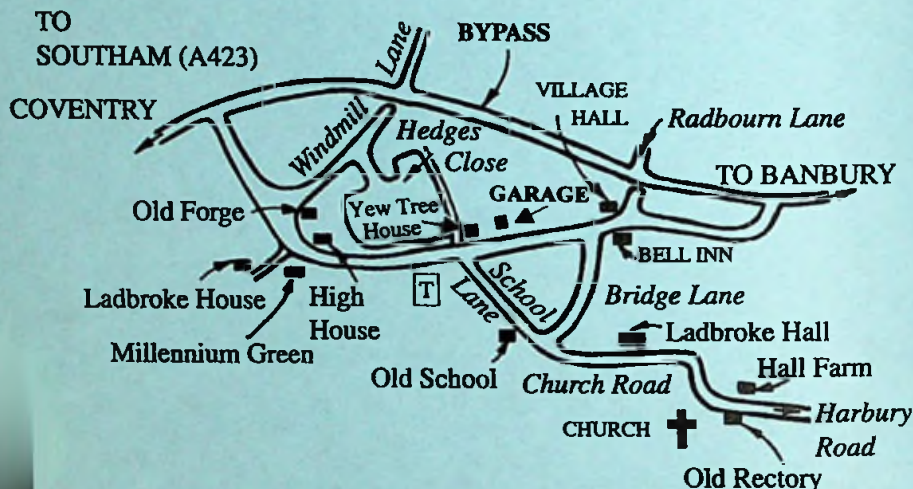 TO
SOUTHAM (A423)
COVENTRY
Lane
Windmill
BYPASS
VILLAGE
HALL
Radbourn Lane
Hedges
Close
TO BANBURY
GARAGE
Old Forge
Yew Tree
House
BELL INN
Ladbroke House
High
House
T
School
Lane
Bridge Lane
Millennium Green
Ladbroke Hall
Old School
Hall Farm
Church Road
CHURCH
Harbury
Road
Old Rectory